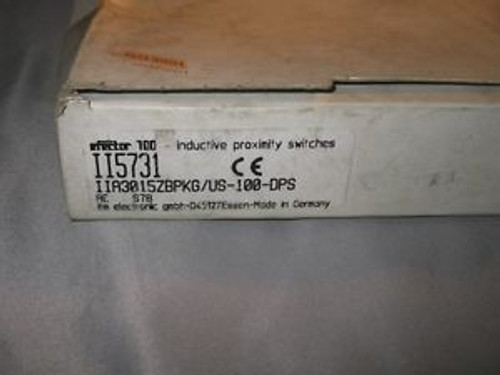 efector 100 - inductive proximity switches
II5731 CE
IIA3015ZBPKG/US-100-DPS
AC S7B
ifm electronic gmbh-D45127Essen-Made in Germany